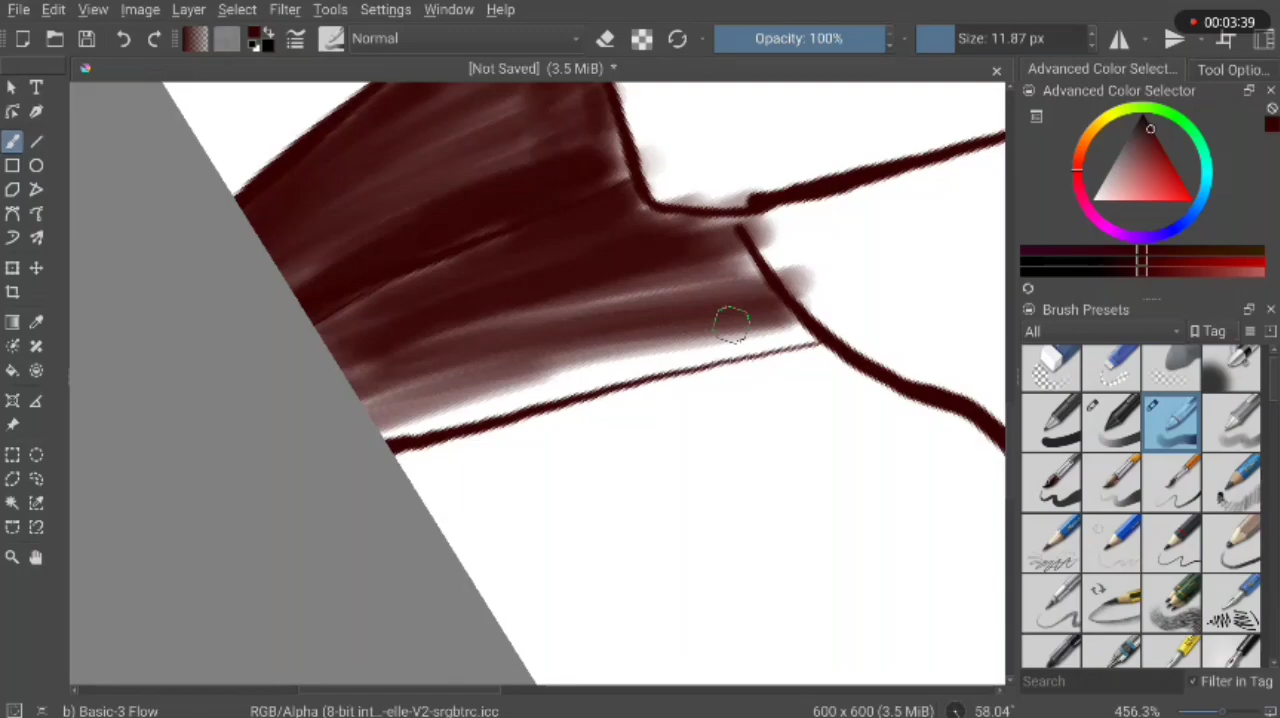 File Edit View Image Layer Select Filter Tools Settings Window Help
00:03:39
Normal
Opacity: 100%
Size: 11.87 px
[Not Saved] (3.5 MiB)
Advanced Color Select...
Tool Optio...
Advanced Color Selector
Brush Presets
All
Tag
Search
Filter in Tag
b) Basic-3 Flow
RGB/Alpha (8-bit int...-elle-V2-srgbtrc.icc
600 x 600 (3.5 MiB)
58.04°
456.3%